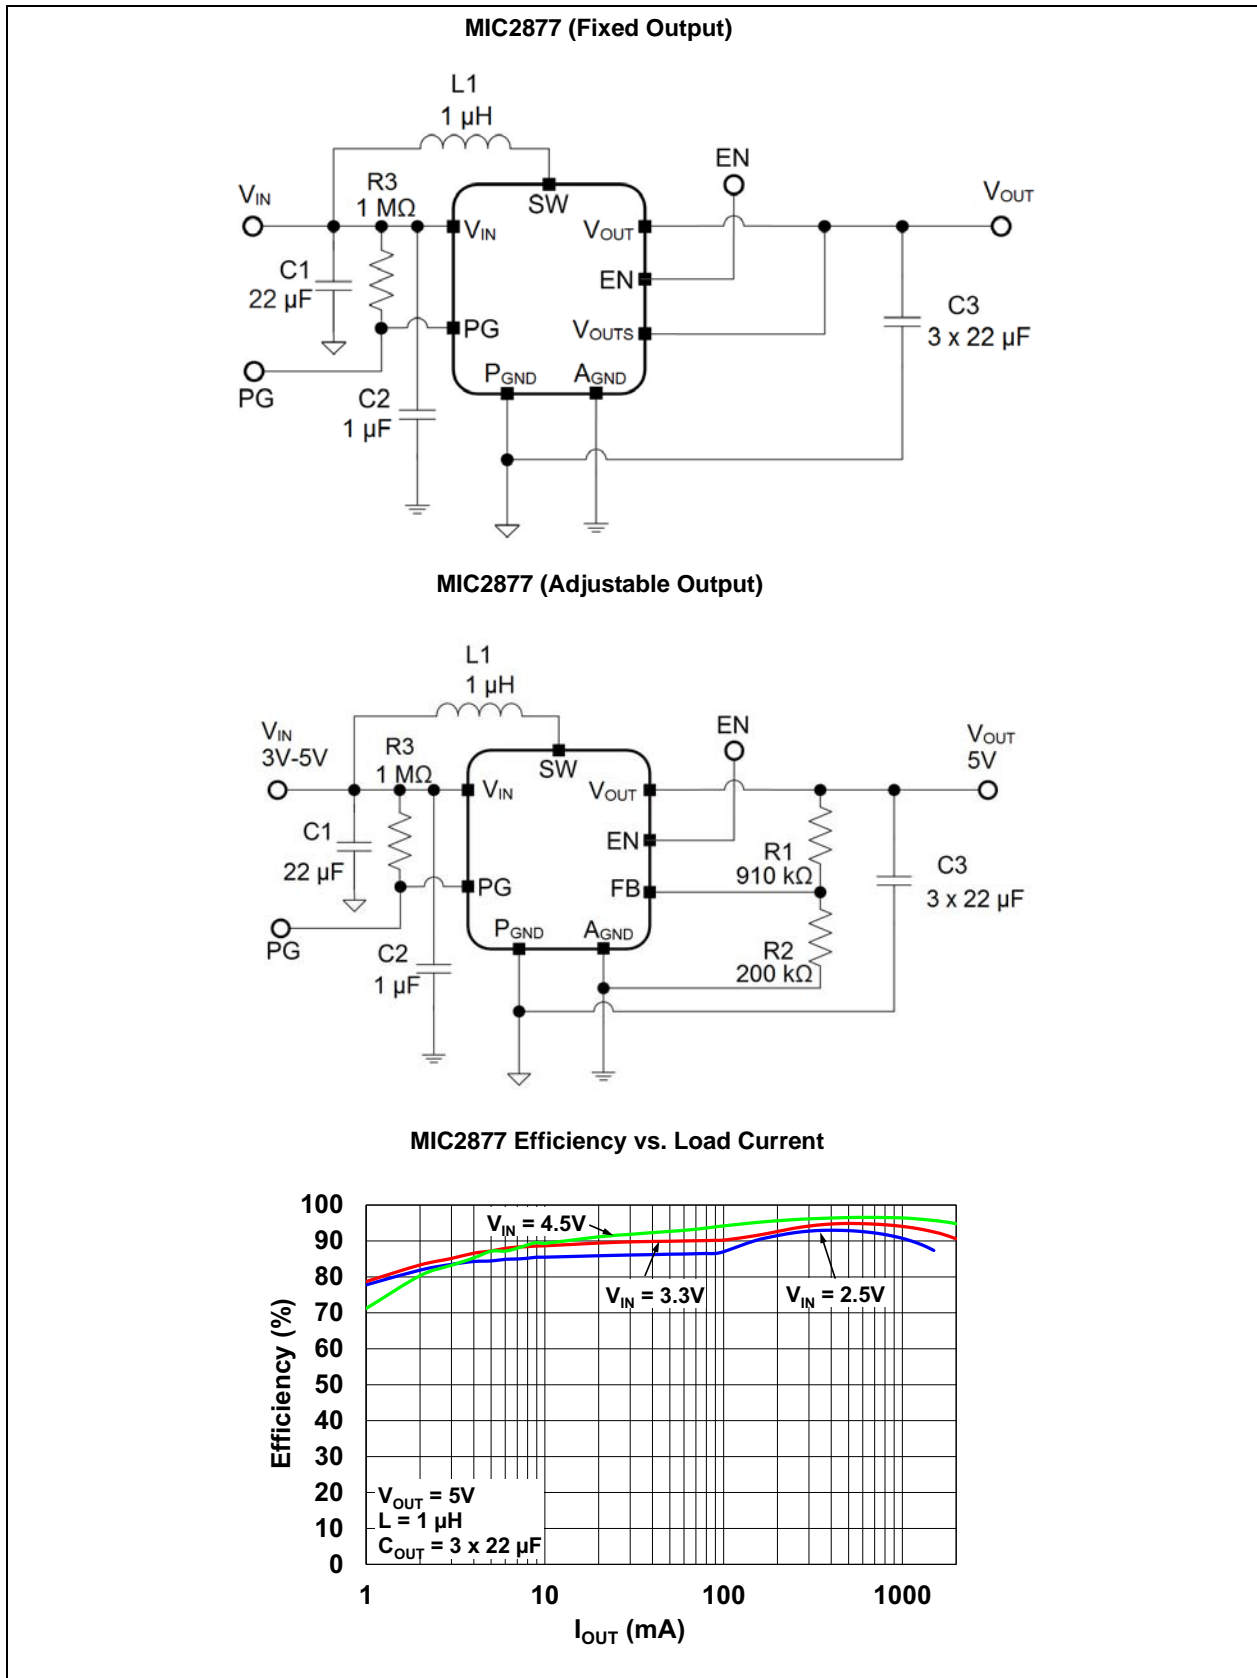 MIC2877 (Fixed Output)
L1
1 µH
EN
VIN
R3
1 MΩ
SW
VOUT
VIN
VOUT
C1
22 µF
EN
C3
3 x 22 µF
PG
VOUTS
PG
PGND
AGND
C2
1 µF
MIC2877 (Adjustable Output)
L1
1 µH
EN
VIN
3V-5V
R3
1 MΩ
SW
VOUT
5V
VIN
VOUT
C1
22 µF
EN
R1
910 kΩ
C3
3 x 22 µF
PG
FB
PG
PGND
AGND
C2
1 µF
R2
200 kΩ
MIC2877 Efficiency vs. Load Current
Efficiency (%)
100
90
80
70
60
50
40
30
20
10
0
VIN = 4.5V
VIN = 3.3V
VIN = 2.5V
VOUT = 5V
L = 1 µH
COUT = 3 x 22 µF
1 10 100 1000
IOUT (mA)